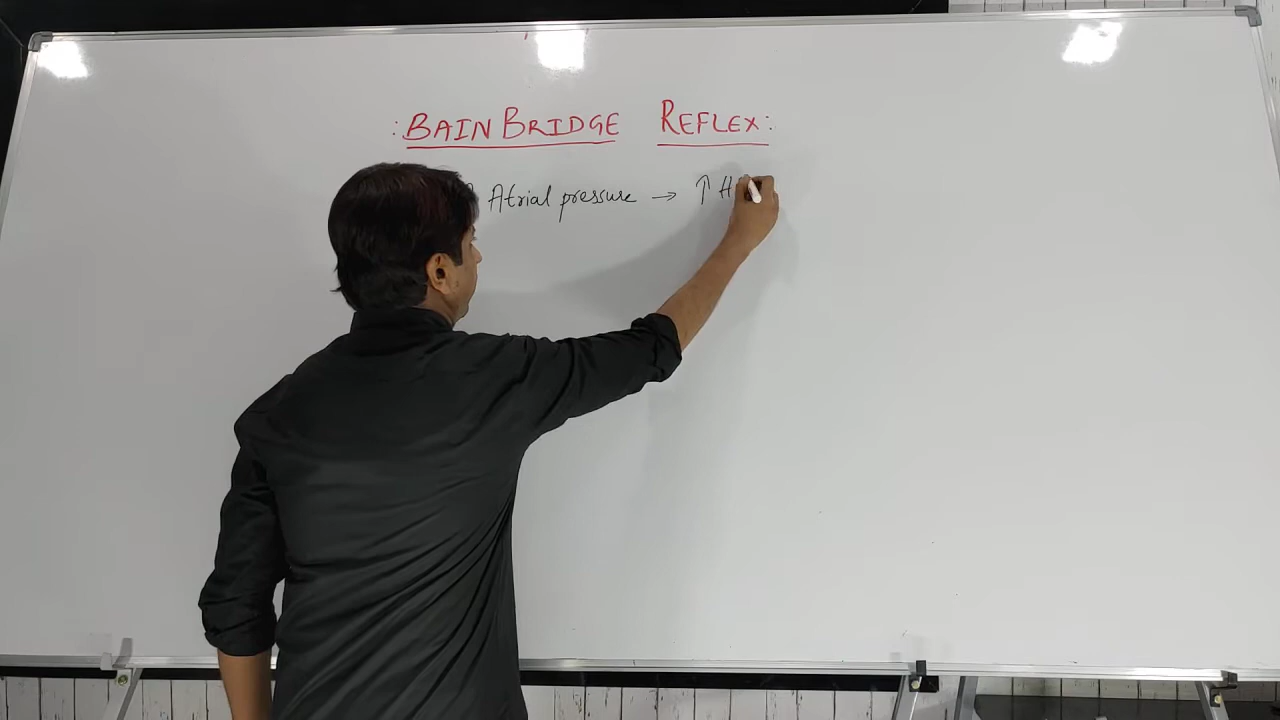 : BAINBRIDGE REFLEX :
↑ Atrial pressure → ↑ H